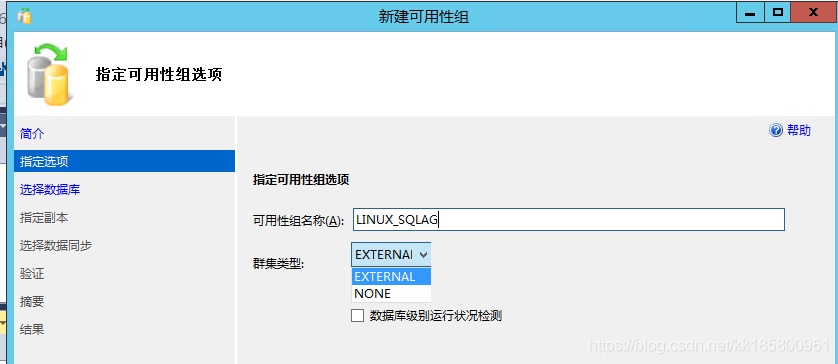 新建可用性组
指定可用性组选项
简介
指定选项
选择数据库
指定副本
选择数据同步
验证
摘要
结果
帮助
指定可用性组选项
可用性组名称(A): LINUX_SQLAG
群集类型: EXTERNAL
EXTERNAL
NONE
数据库级别运行状况检测
https://blog.csdn.net/kk185800961